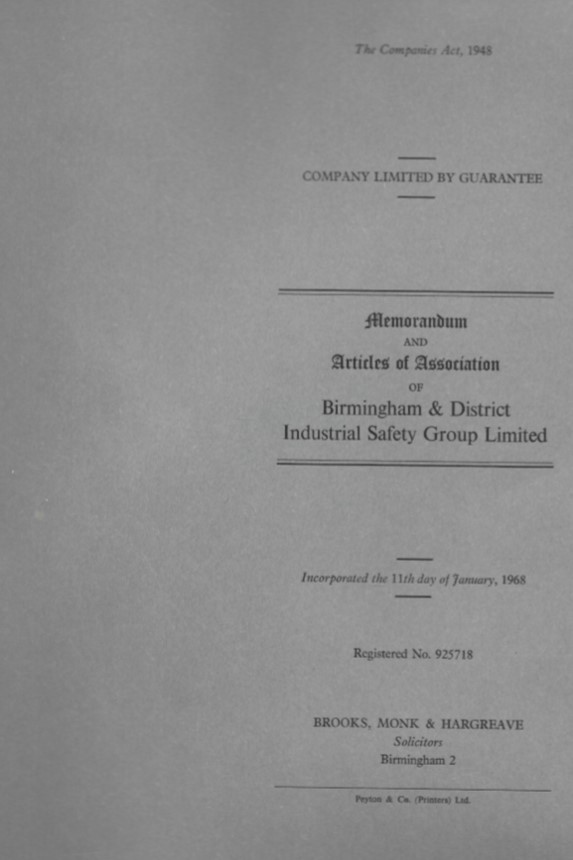 The Companies Act, 1948
COMPANY LIMITED BY GUARANTEE
Memorandum
AND
Articles of Association
OF
Birmingham & District
Industrial Safety Group Limited
Incorporated the 11th day of January, 1968
Registered No. 925718
BROOKS, MONK & HARGREAVE
Solicitors
Birmingham 2
Peyton & Co. (Printers) Ltd.